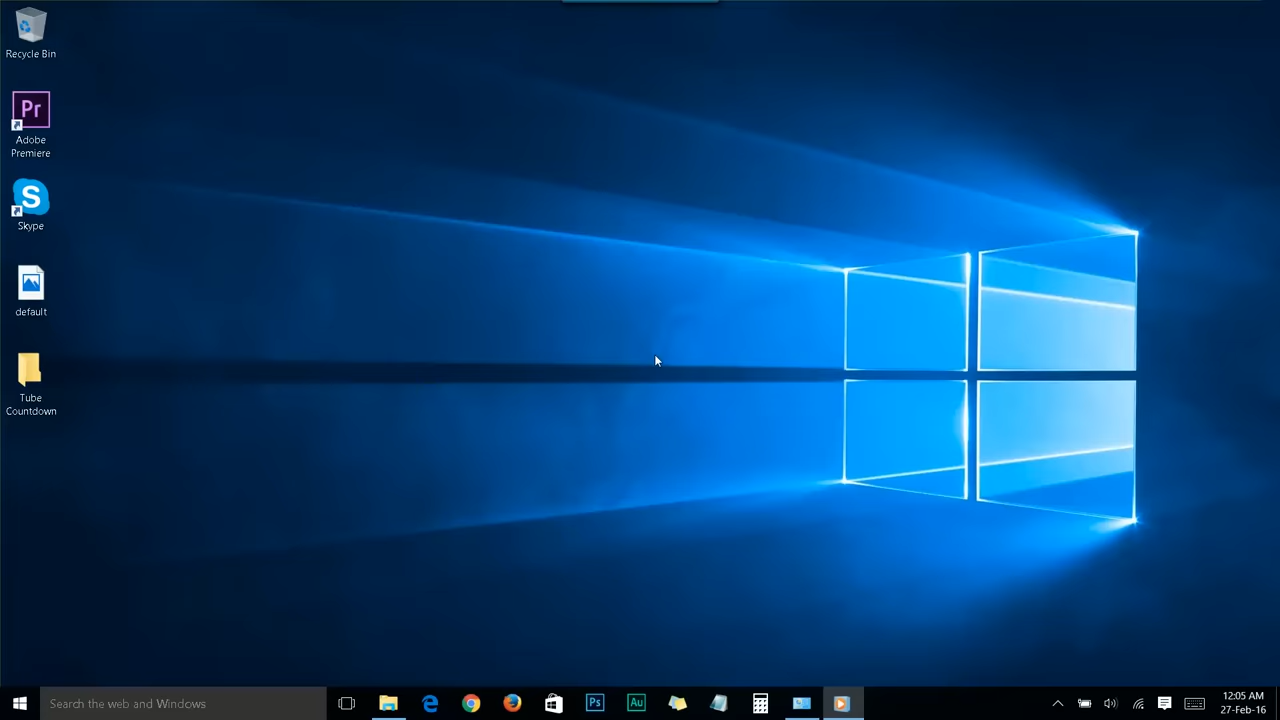 Recycle Bin
Pr
Adobe
Premiere
S
Skype
default
Tube
Countdown
Search the web and Windows
Ps
Au
12:05 AM
27-Feb-16